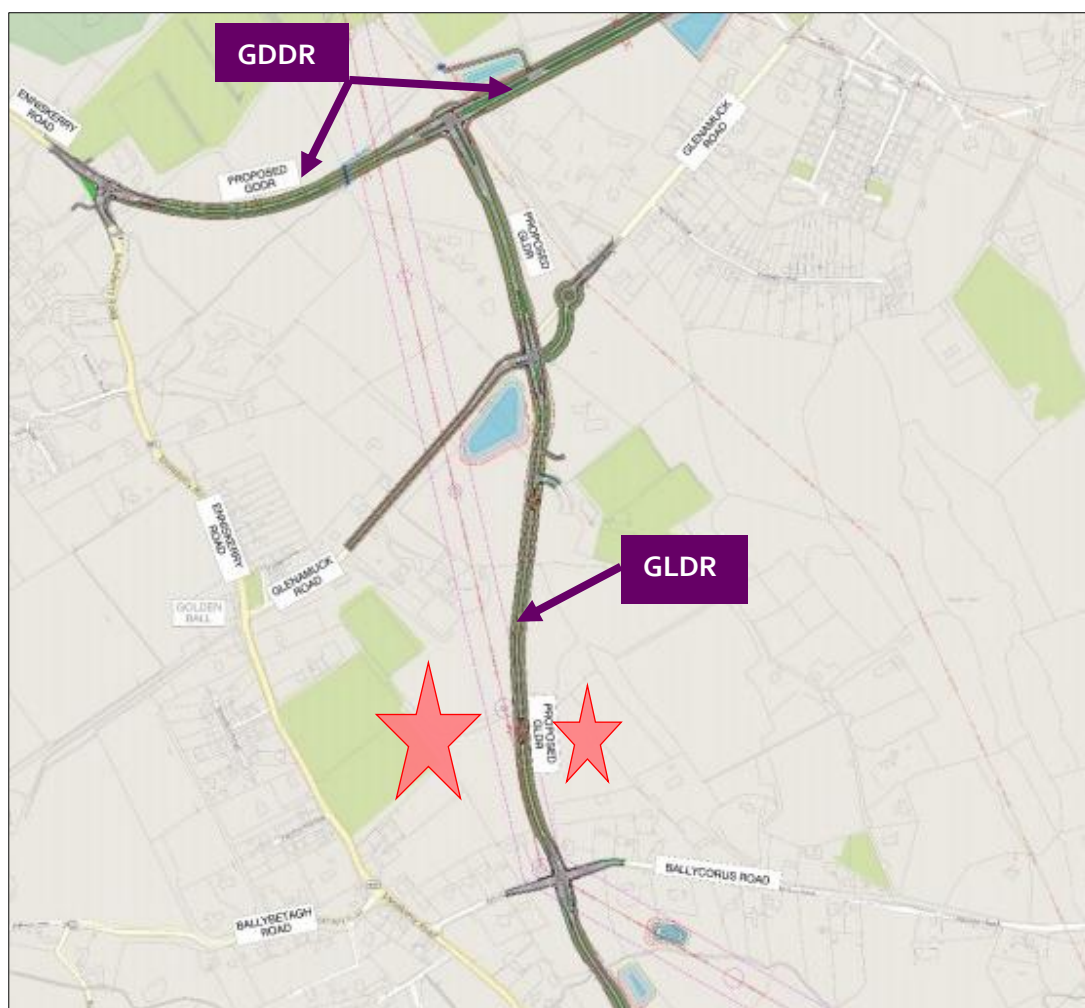 GDDR
ENNISKERRY
ROAD
PROPOSED
GDDR
GLENAMUCK
ROAD
PROPOSED
GLDR
ENNISKERRY
ROAD
GLENAMUCK
ROAD
GOLDEN
BALL
GLDR
PROPOSED
GLDR
BALLYCORUS ROAD
BALLYBETAGH
ROAD